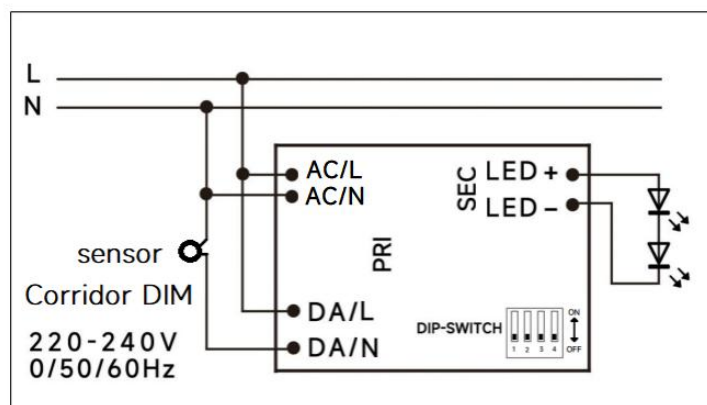 L
N
AC/L
AC/N
PRI
SEC
LED +
LED −
sensor
Corridor DIM
220-240V
0/50/60Hz
DA/L
DA/N
DIP-SWITCH
1 2 3 4
ON
OFF